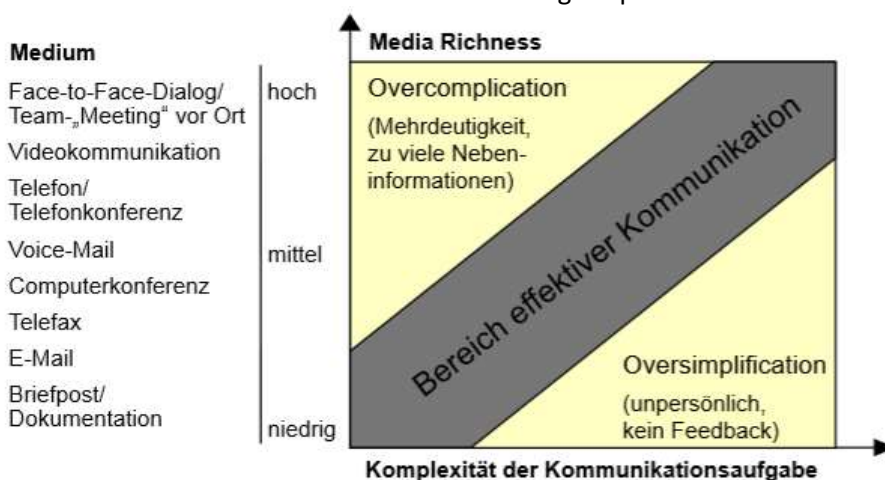 Medium
Face-to-Face-Dialog/
Team-„Meeting“ vor Ort
Videokommunikation
Telefon/
Telefonkonferenz
Voice-Mail
Computerkonferenz
Telefax
E-Mail
Briefpost/
Dokumentation
hoch
mittel
niedrig
Media Richness
Overcomplication
(Mehrdeutigkeit,
zu viele Neben-
informationen)
Bereich effektiver Kommunikation
Oversimplification
(unpersönlich,
kein Feedback)
Komplexität der Kommunikationsaufgabe